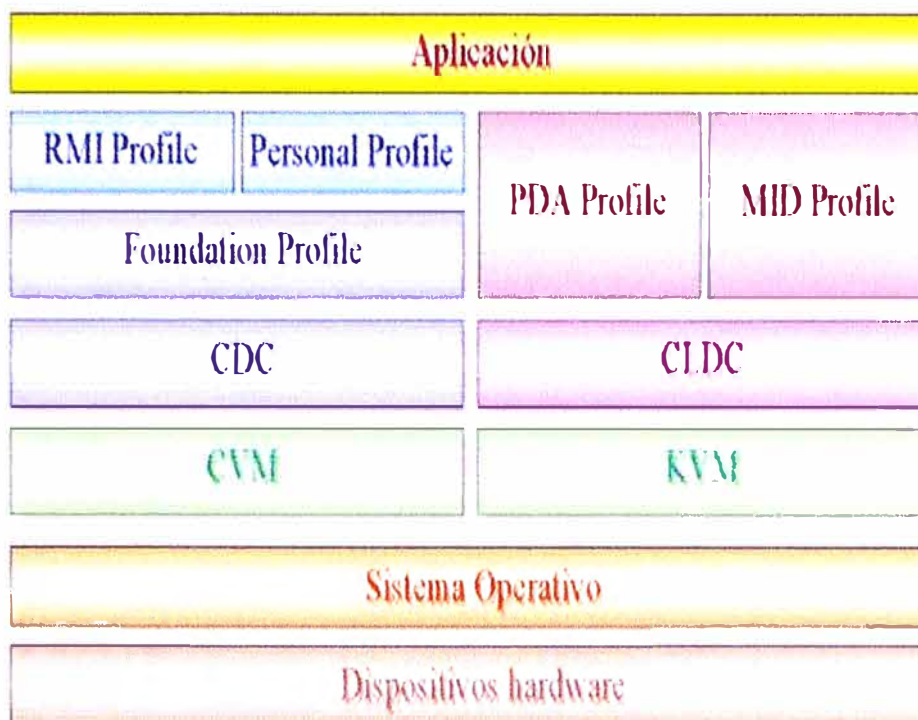 Aplicación
RMI Profile
Personal Profile
PDA Profile
MID Profile
Foundation Profile
CDC
CLDC
CVM
KVM
Sistema Operativo
Dispositivos hardware